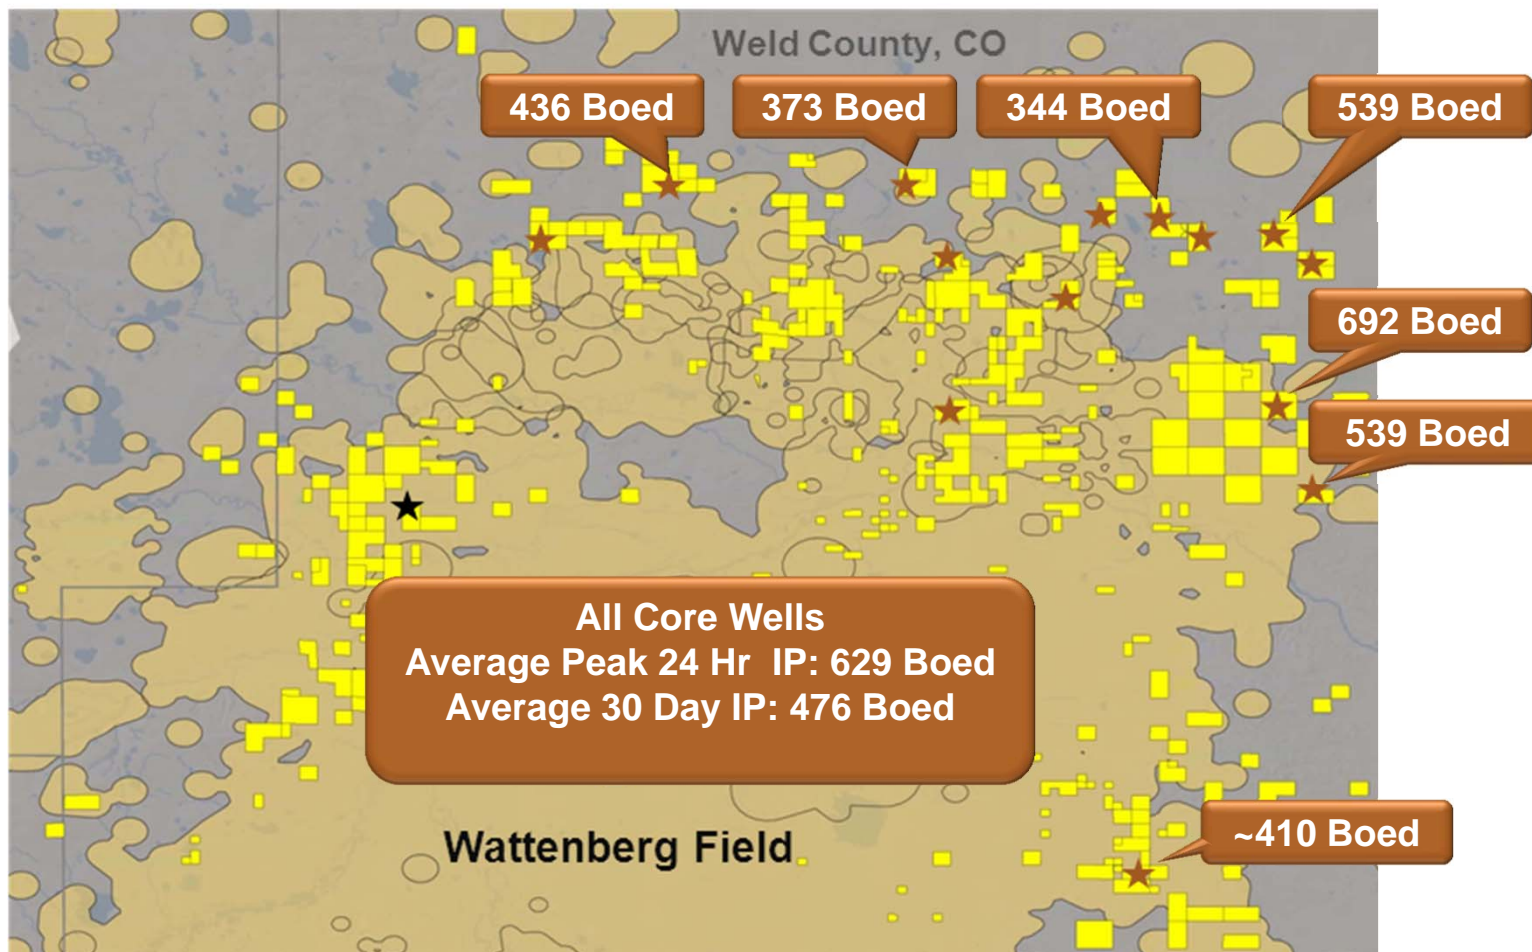 Weld County, CO
436 Boed
373 Boed
344 Boed
539 Boed
692 Boed
539 Boed
All Core Wells
Average Peak 24 Hr IP: 629 Boed
Average 30 Day IP: 476 Boed
Wattenberg Field
~410 Boed